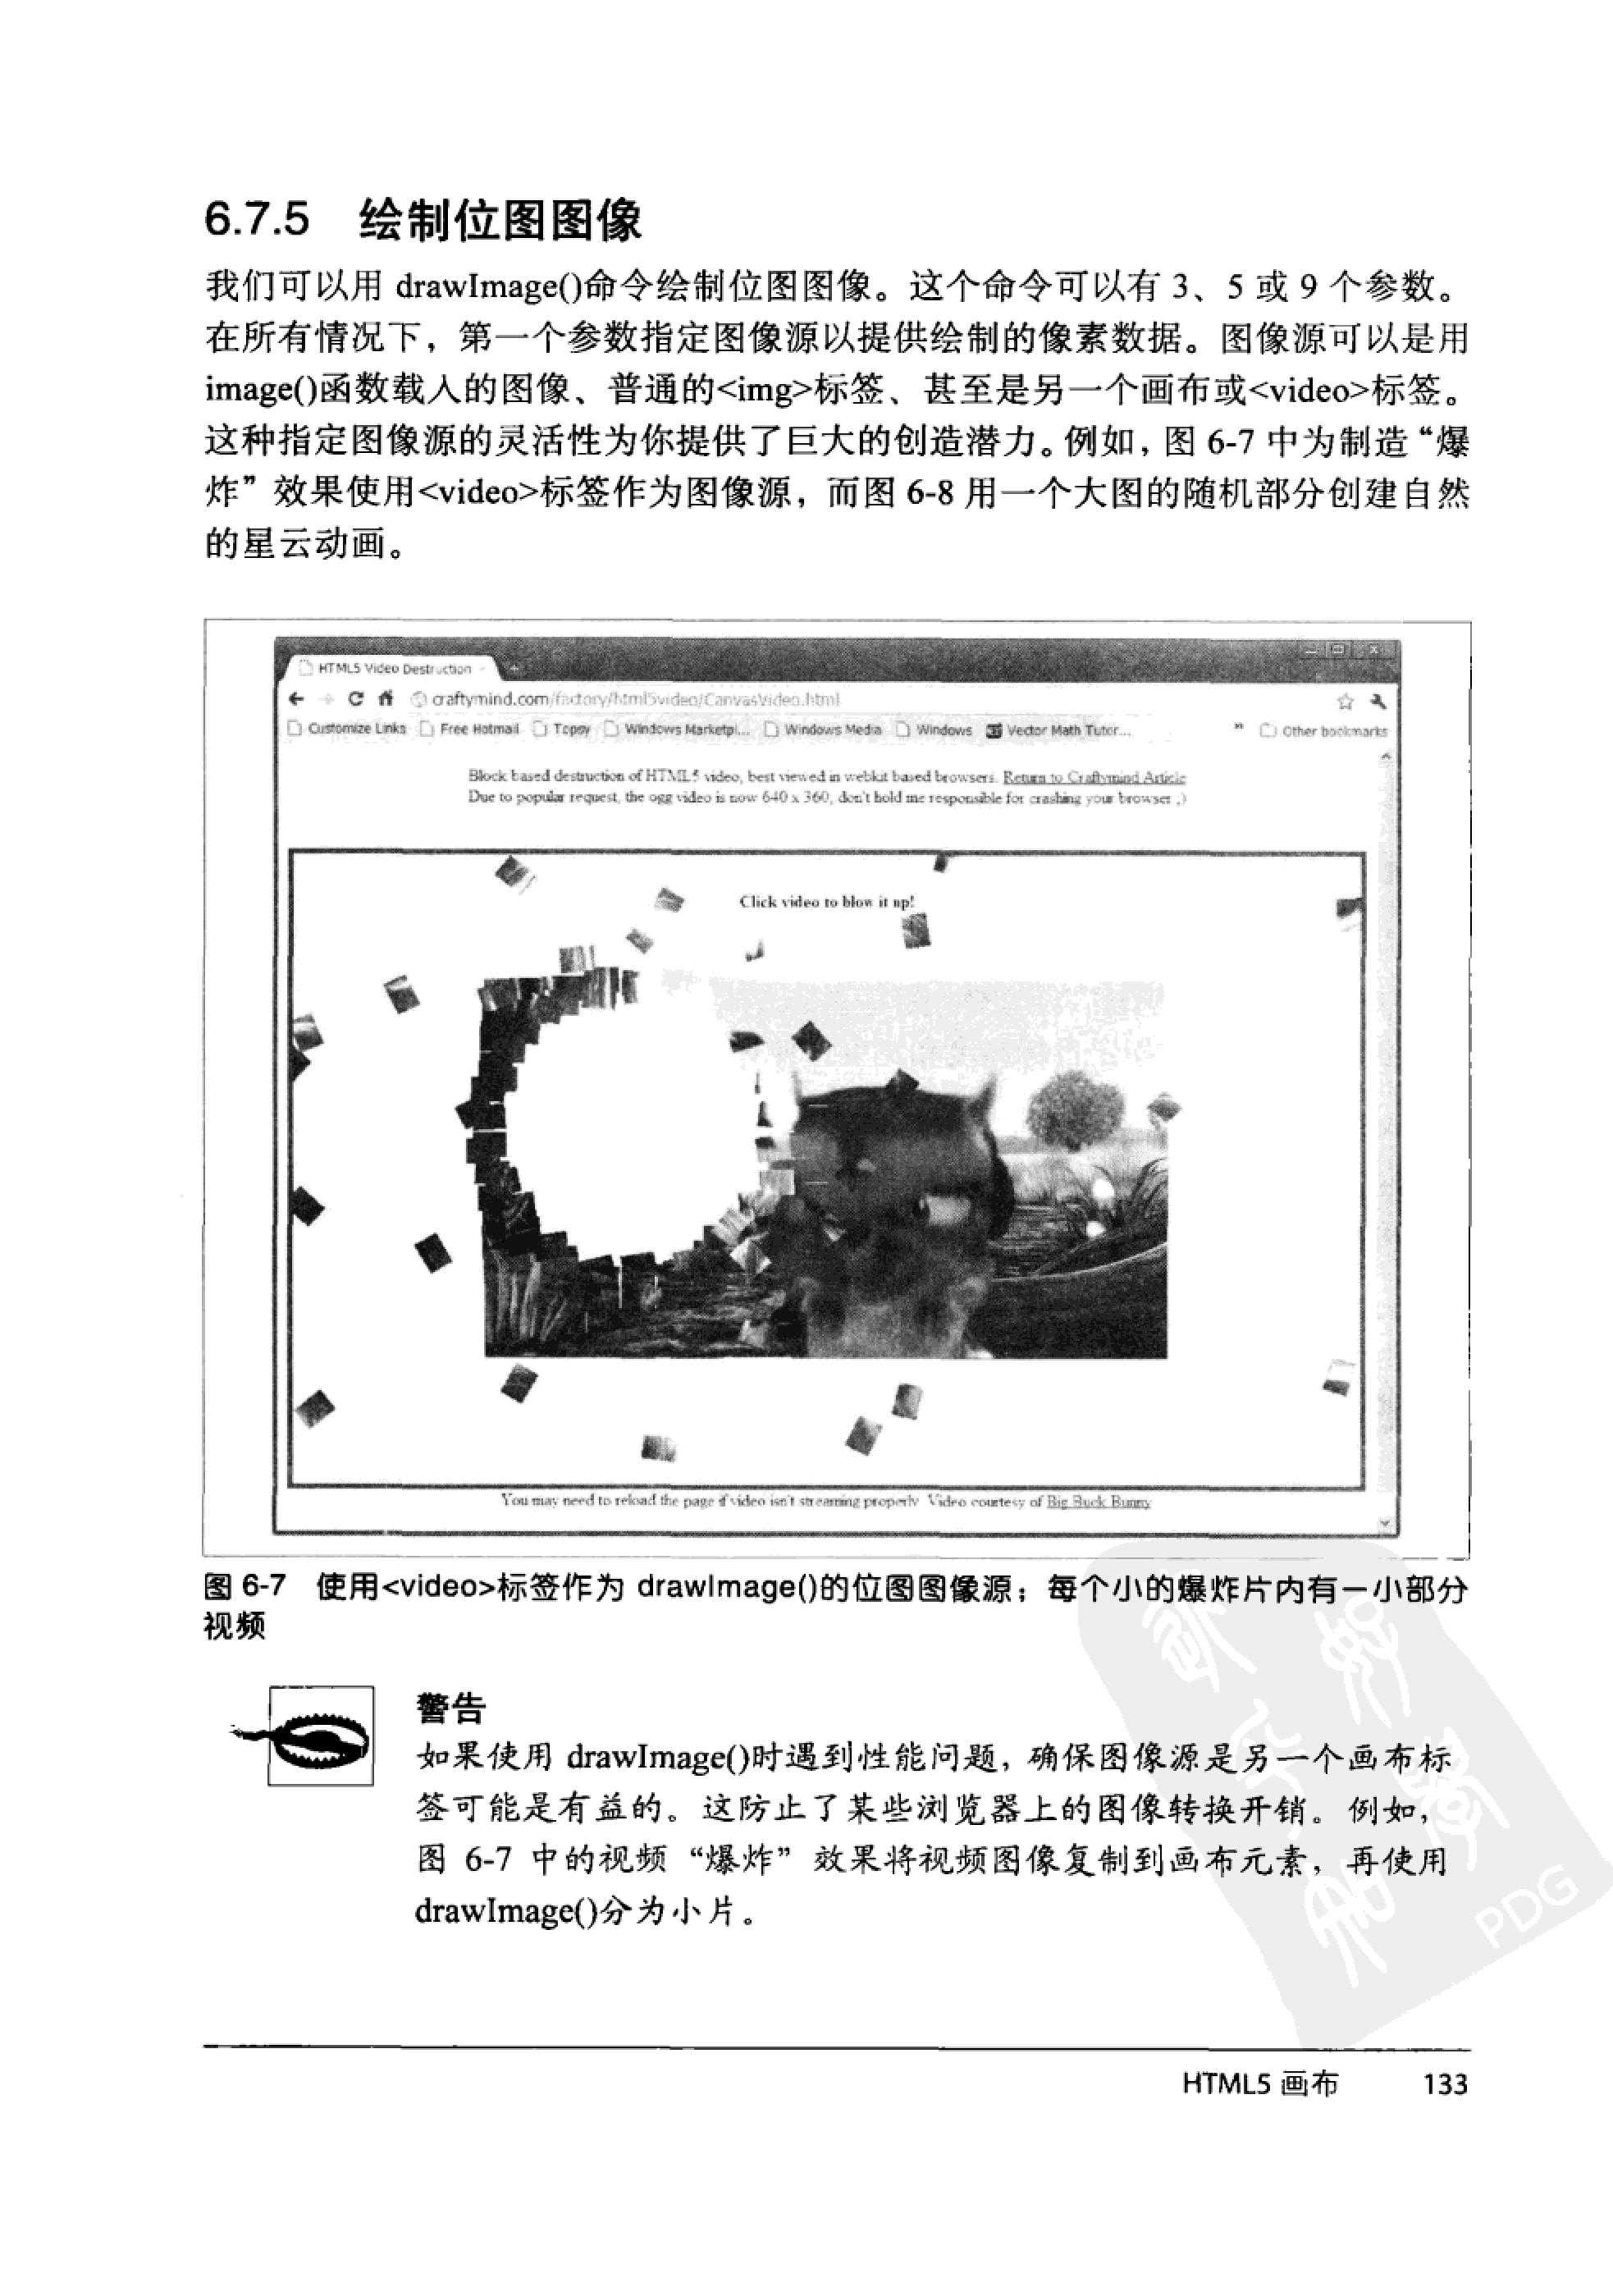 6.7.5 绘制位图图像
我们可以用 drawImage()命令绘制位图图像。这个命令可以有 3、5 或 9 个参数。
在所有情况下，第一个参数指定图像源以提供绘制的像素数据。图像源可以是用
image()函数载入的图像、普通的<img>标签、甚至是另一个画布或<video>标签。
这种指定图像源的灵活性为你提供了巨大的创造潜力。例如，图 6-7 中为制造“爆
炸”效果使用<video>标签作为图像源，而图 6-8 用一个大图的随机部分创建自然
的星云动画。
HTML5 Video Destruction
craftymind.com/factory/html5video/CanvasVideo.html
Customize Links Free Hotmail Topsy Windows Marketpl... Windows Media Windows Vector Math Tutor... » Other bookmarks
Block based destruction of HTML5 video, best viewed in webkit based browsers. Return to Craftymind Article
Due to popular request, the ogg video is now 640 x 360, don't hold me responsible for crashing your browser ;)
Click video to blow it up!
You may need to reload the page if video isn't streaming properly Video courtesy of Big Buck Bunny
图 6-7 使用<video>标签作为 drawImage()的位图图像源；每个小的爆炸片内有一小部分
视频
警告
如果使用 drawImage()时遇到性能问题，确保图像源是另一个画布标
签可能是有益的。这防止了某些浏览器上的图像转换开销。例如，
图 6-7 中的视频“爆炸”效果将视频图像复制到画布元素，再使用
drawImage()分为小片。
PDG
HTML5 画布 133